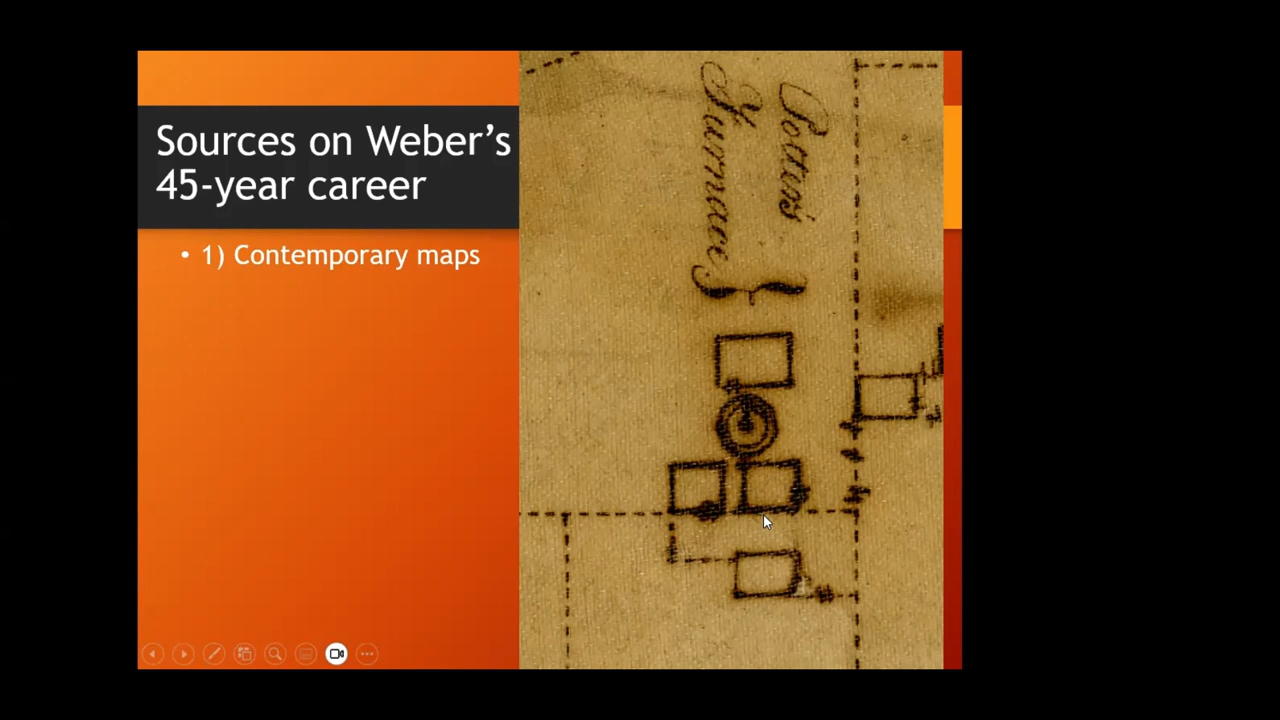 Sources on Weber's
45-year career
• 1) Contemporary maps
Potters
Furnace